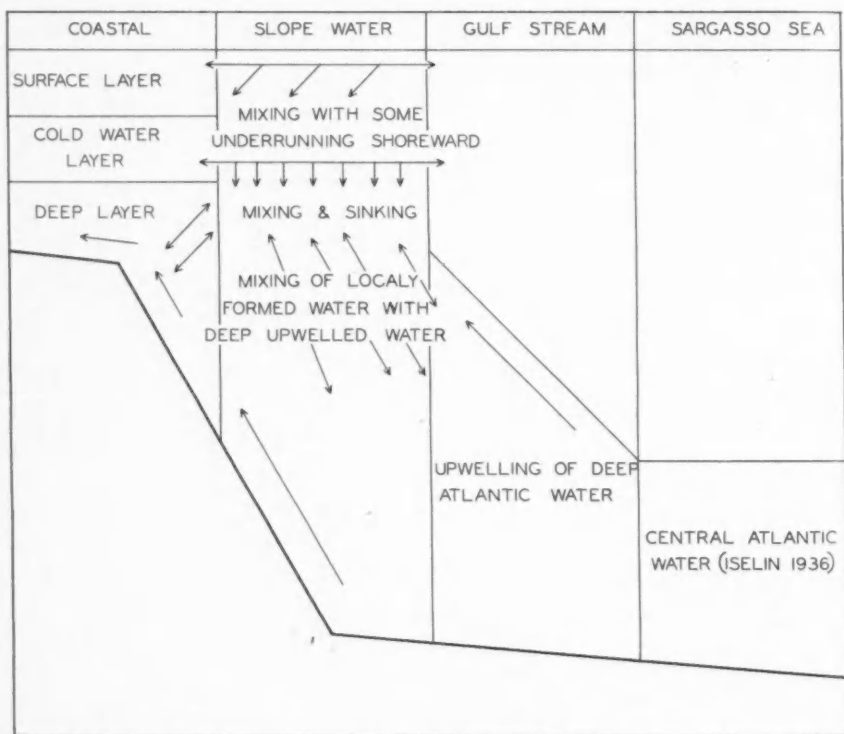 COASTAL
SLOPE WATER
GULF STREAM
SARGASSO SEA
SURFACE LAYER
COLD WATER
LAYER
DEEP LAYER
MIXING WITH SOME
UNDERRUNNING SHOREWARD
MIXING & SINKING
MIXING OF LOCALY
FORMED WATER WITH
DEEP UPWELLED WATER
UPWELLING OF DEEP
ATLANTIC WATER
CENTRAL ATLANTIC
WATER (ISELIN 1936)